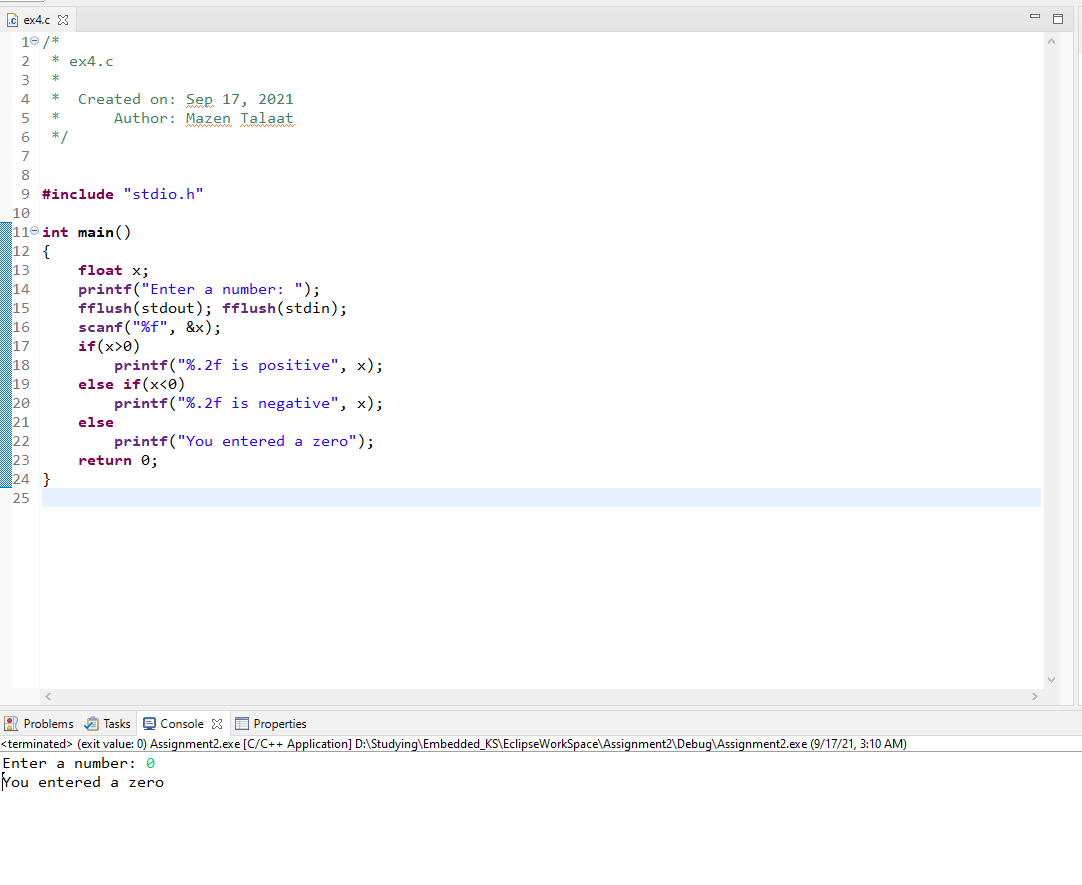 ex4.c
1 /*
2  * ex4.c
3  *
4  *  Created on: Sep 17, 2021
5  *      Author: Mazen Talaat
6  */
7
8
9 #include "stdio.h"
10
11 int main()
12 {
13     float x;
14     printf("Enter a number: ");
15     fflush(stdout); fflush(stdin);
16     scanf("%f", &x);
17     if(x>0)
18         printf("%.2f is positive", x);
19     else if(x<0)
20         printf("%.2f is negative", x);
21     else
22         printf("You entered a zero");
23     return 0;
24 }
25
Problems Tasks Console Properties
<terminated> (exit value: 0) Assignment2.exe [C/C++ Application] D:\Studying\Embedded_KS\EclipseWorkSpace\Assignment2\Debug\Assignment2.exe (9/17/21, 3:10 AM)
Enter a number: 0
You entered a zero